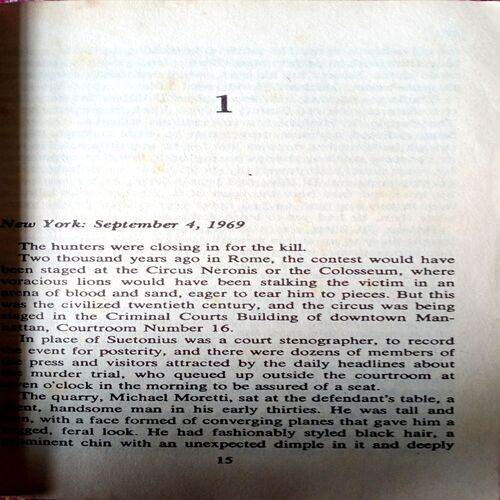 1
New York: September 4, 1969
The hunters were closing in for the kill.
Two thousand years ago in Rome, the contest would have
been staged at the Circus Neronis or the Colosseum, where
voracious lions would have been stalking the victim in an
arena of blood and sand, eager to tear him to pieces. But this
was the civilized twentieth century, and the circus was being
staged in the Criminal Courts Building of downtown Man-
hattan, Courtroom Number 16.
In place of Suetonius was a court stenographer, to record
the event for posterity, and there were dozens of members of
the press and visitors attracted by the daily headlines about
the murder trial, who queued up outside the courtroom at
seven o'clock in the morning to be assured of a seat.
The quarry, Michael Moretti, sat at the defendant's table, a
handsome man in his early thirties. He was tall and
with a face formed of converging planes that gave him a
feral look. He had fashionably styled black hair, a
prominent chin with an unexpected dimple in it and deeply
15